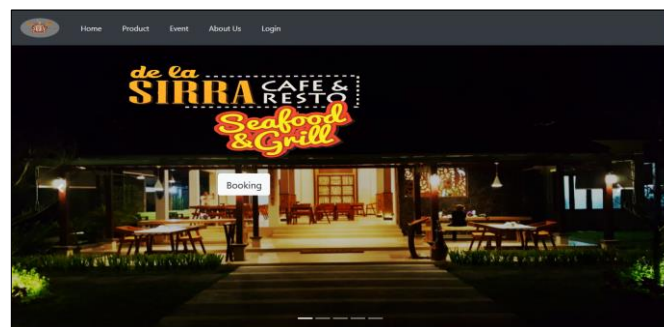 Home Product Event About Us Login
de la
SIRRA CAFE &
RESTO
Seafood
& Grill
Booking